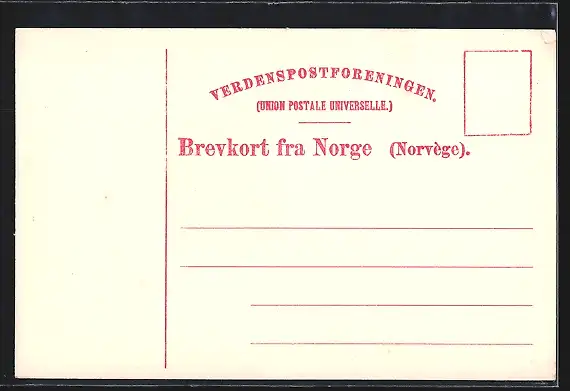 VERDENSPOSTFORENINGEN.
(UNION POSTALE UNIVERSELLE.)
Brevkort fra Norge (Norvège).